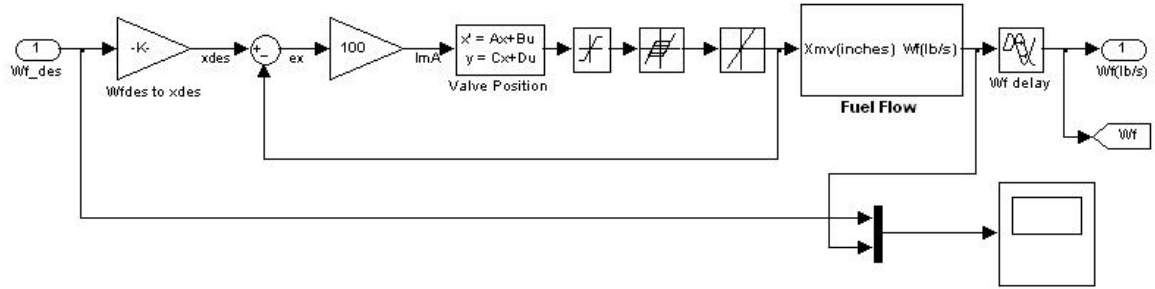 1
Wf_des
-K-
Wfdes to xdes
xdes
+
-
ex
100
ImA
x' = Ax+Bu
y = Cx+Du
Valve Position
Xmv(inches) Wf(lb/s)
Fuel Flow
Wf delay
1
Wf(lb/s)
Wf